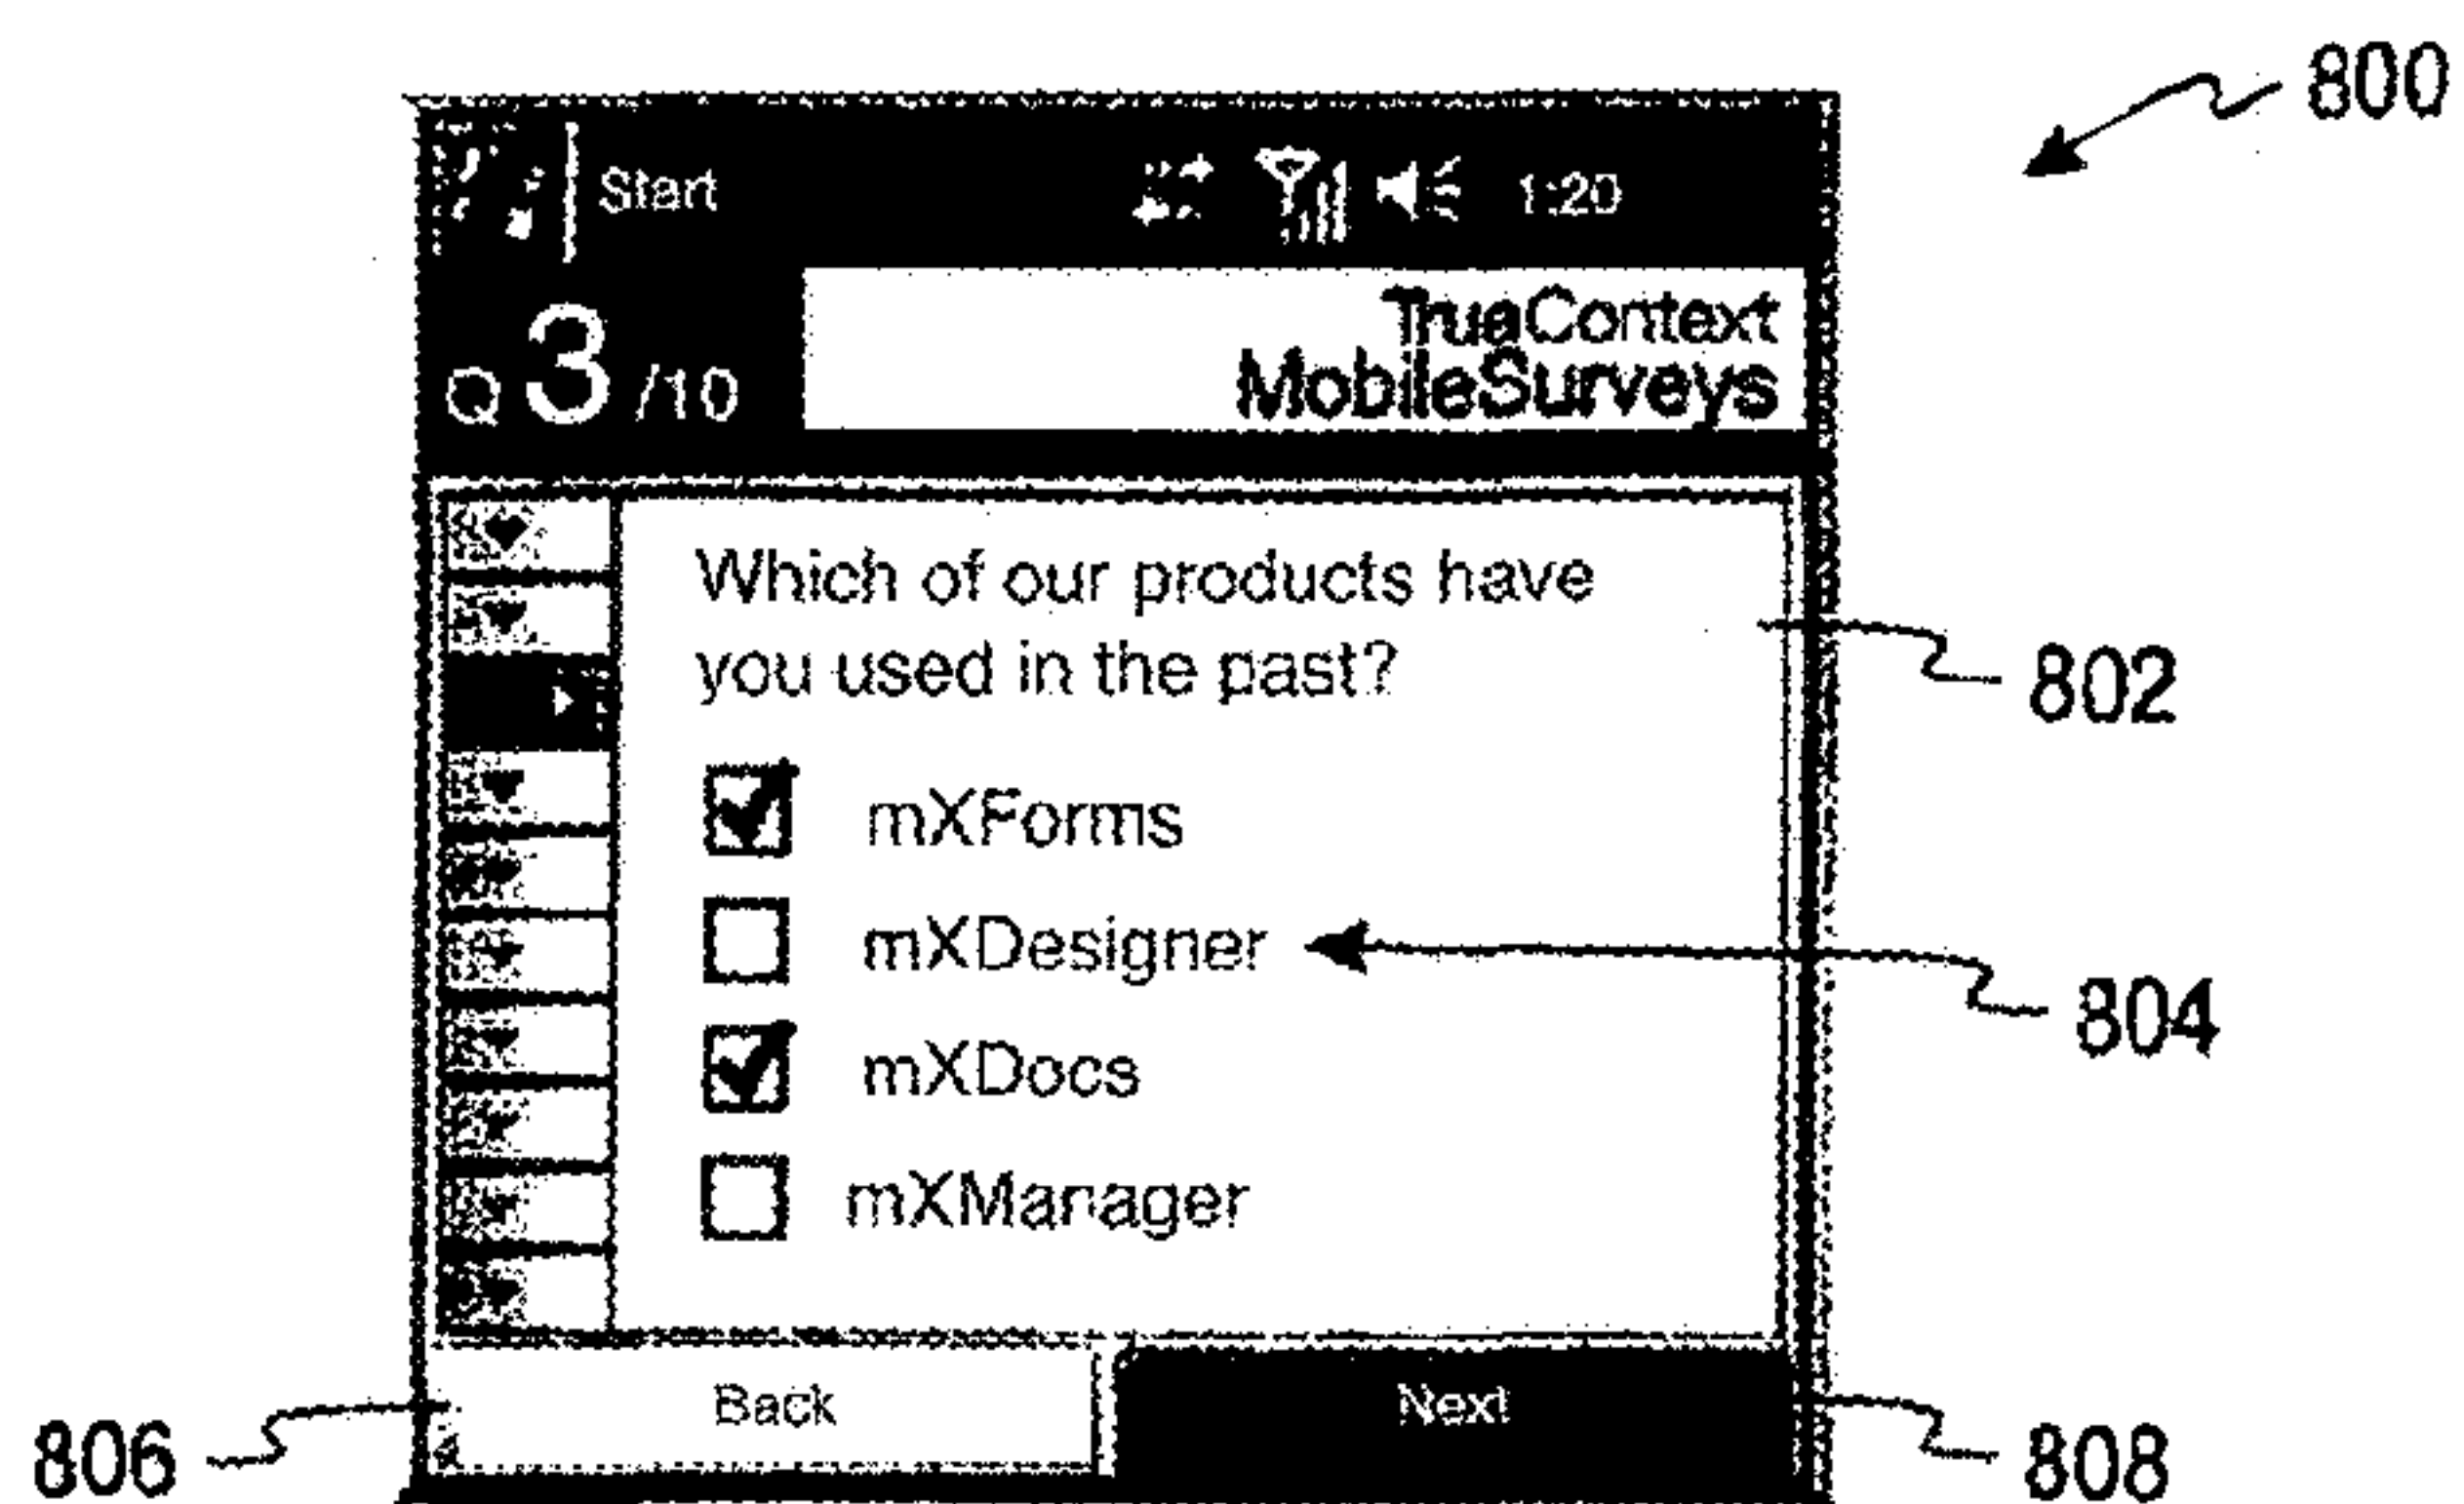 800
Start 1:20
Q 3 /10
TrueContext
MobileSurveys
Which of our products have
you used in the past?
802
mXForms
mXDesigner
804
mXDocs
mXManager
Back Next
806
808